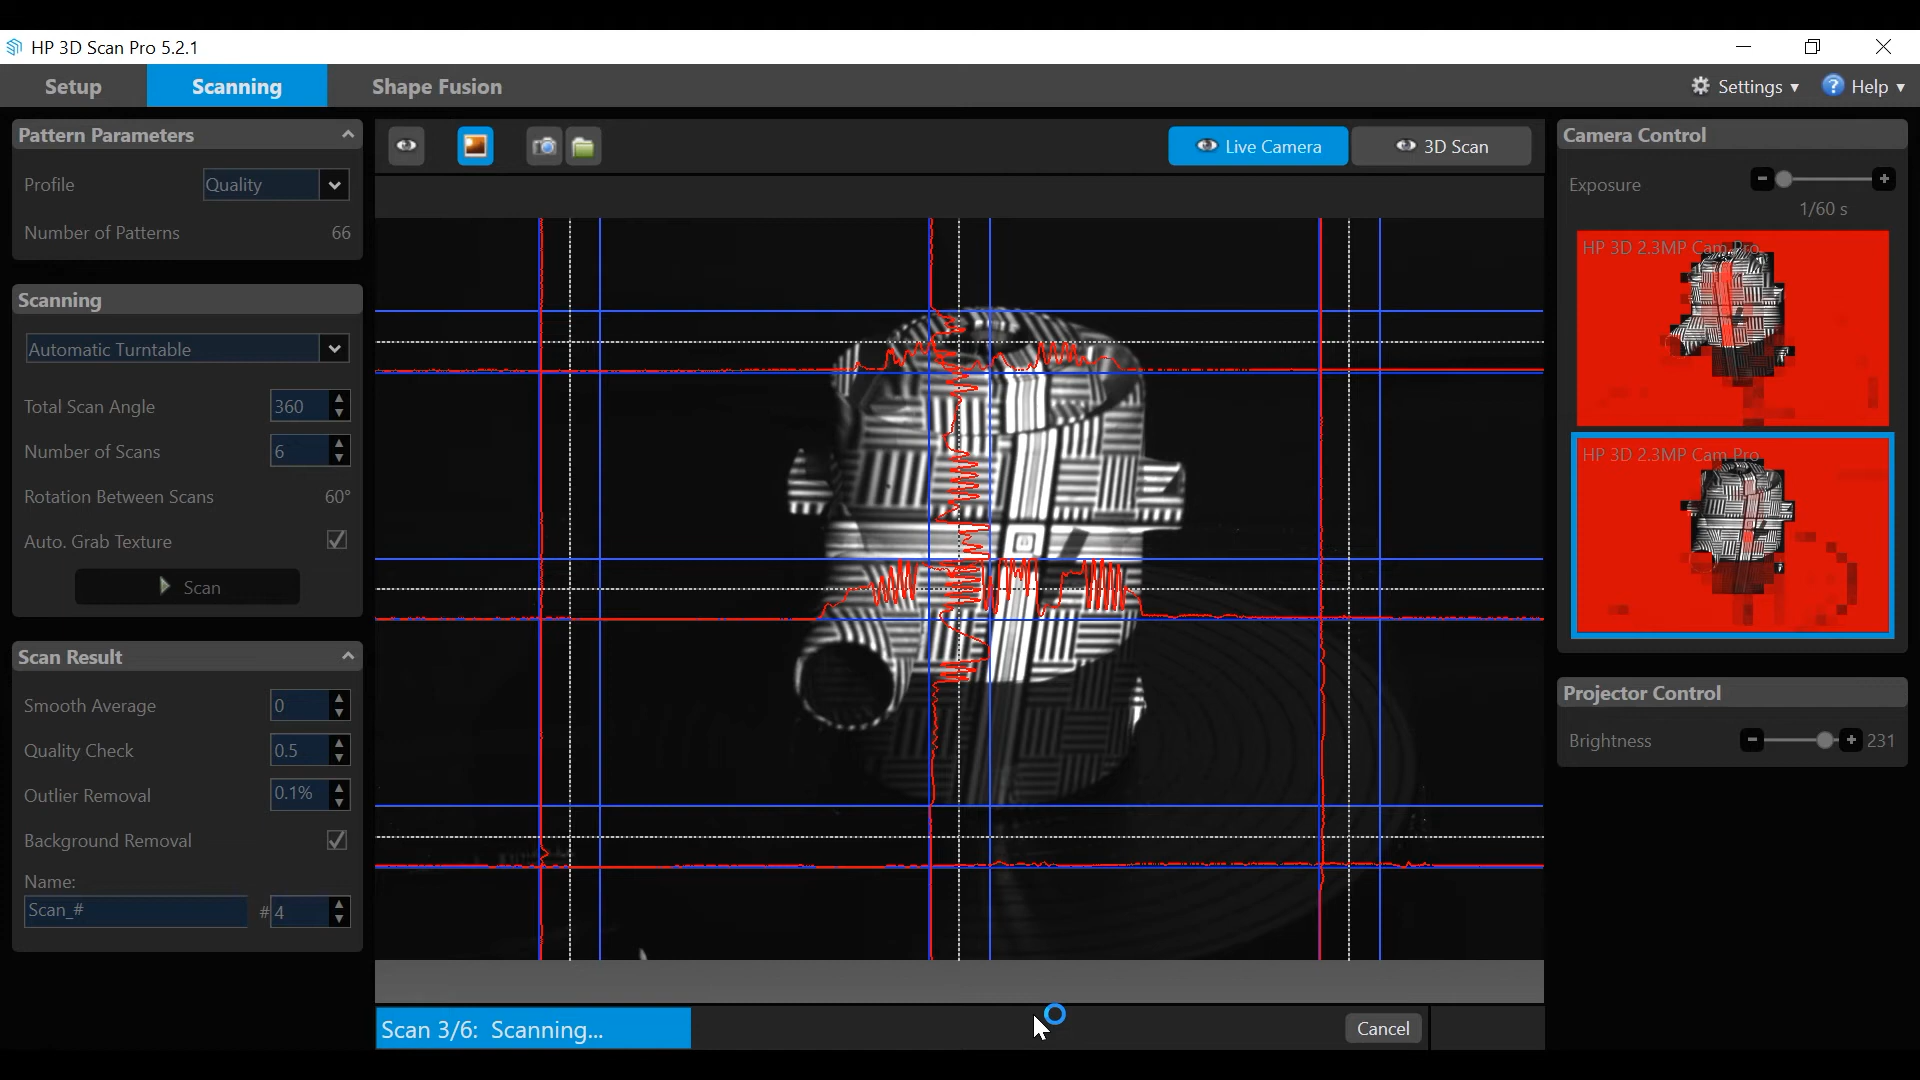 HP 3D Scan Pro 5.2.1
Setup
Scanning
Shape Fusion
Settings
Help
Pattern Parameters
Profile
Quality
Number of Patterns
66
Scanning
Automatic Turntable
Total Scan Angle
360
Number of Scans
6
Rotation Between Scans
60°
Auto. Grab Texture
Scan
Scan Result
Smooth Average
0
Quality Check
0.5
Outlier Removal
0.1%
Background Removal
Name:
Scan_#
#
4
Live Camera
3D Scan
Scan 3/6: Scanning...
Cancel
Camera Control
Exposure
1/60 s
HP 3D 2.3MP Cam Pro
HP 3D 2.3MP Cam Pro
Projector Control
Brightness
231